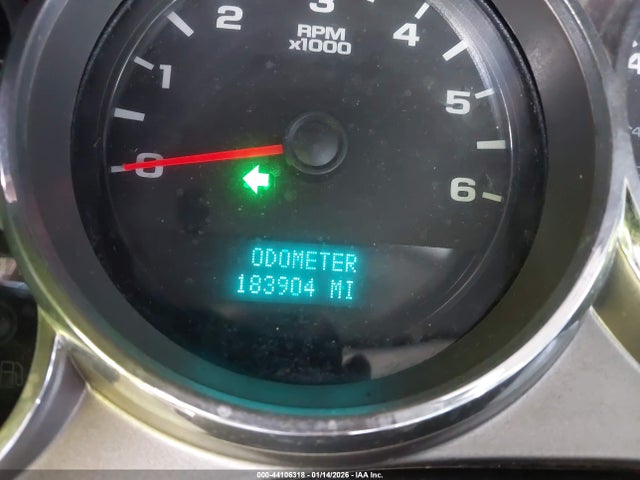 0 1 2 3 4 5 6
RPM
x1000
ODOMETER
183904 MI
000-44106318 - 01/14/2026 - IAA Inc.